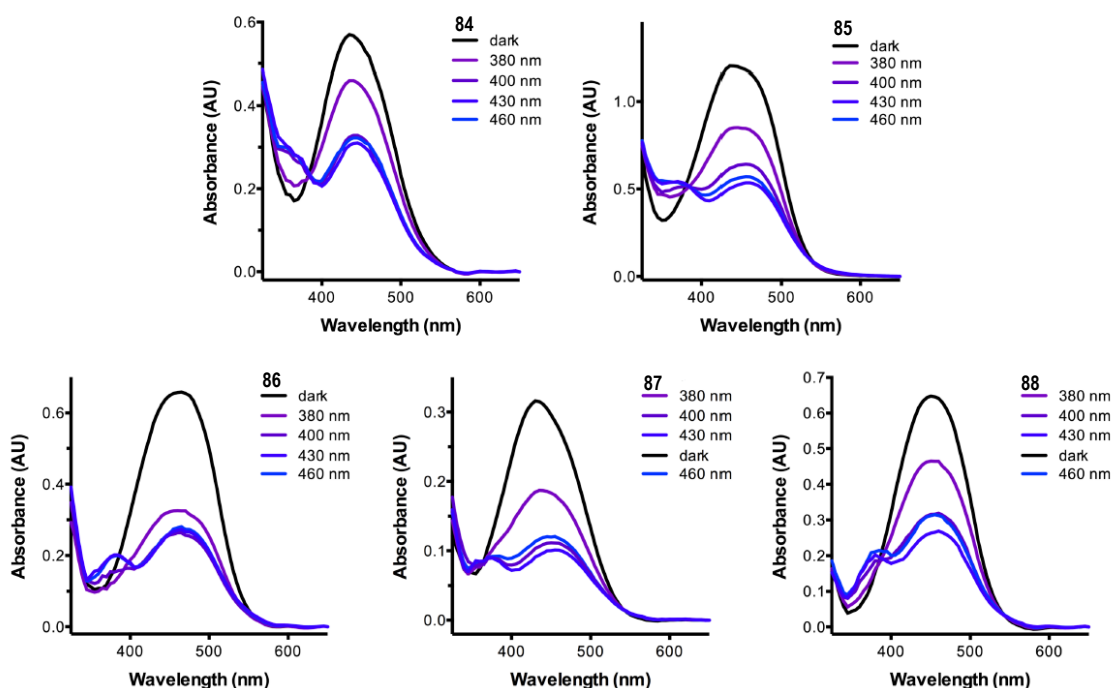 84
dark
380 nm
400 nm
430 nm
460 nm
0.6
0.4
0.2
0.0
Absorbance (AU)
400 500 600
Wavelength (nm)
85
dark
380 nm
400 nm
430 nm
460 nm
1.0
0.5
0.0
Absorbance (AU)
400 500 600
Wavelength (nm)
86
dark
380 nm
400 nm
430 nm
460 nm
0.8
0.6
0.4
0.2
0.0
Absorbance (AU)
400 500 600
Wavelength (nm)
87
380 nm
400 nm
430 nm
dark
460 nm
0.3
0.2
0.1
0.0
Absorbance (AU)
400 500 600
Wavelength (nm)
88
380 nm
400 nm
430 nm
dark
460 nm
0.7
0.6
0.5
0.4
0.3
0.2
0.1
0.0
Absorbance (AU)
400 500 600
Wavelength (nm)